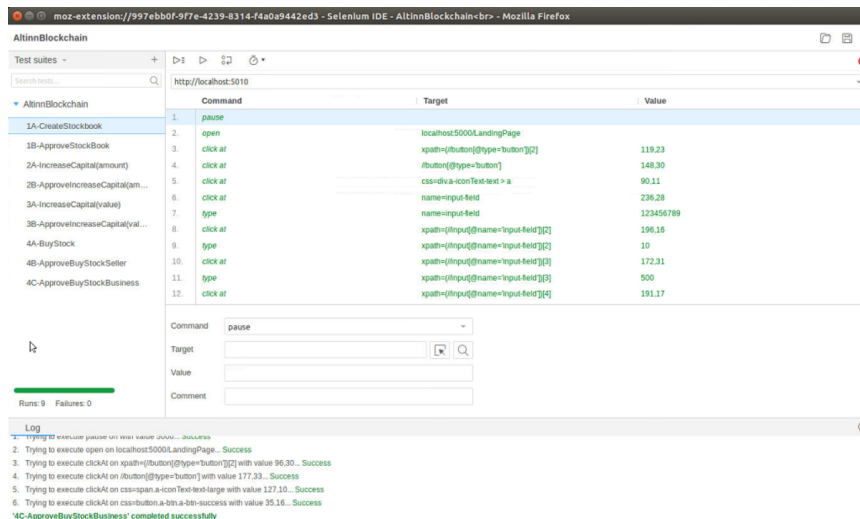 moz-extension://997ebb0f-9f7e-4239-8314-f4a0a9442ed3 - Selenium IDE - AltinnBlockchain<br> - Mozilla Firefox
AltinnBlockchain
Test suites
+
Search tests...
http://localhost:5010
Command Target Value
AltinnBlockchain
1A-CreateStockbook
1B-ApproveStockBook
2A-IncreaseCapital(amount)
2B-ApproveIncreaseCapital(am...
3A-IncreaseCapital(value)
3B-ApproveIncreaseCapital(val...
4A-BuyStock
4B-ApproveBuyStockSeller
4C-ApproveBuyStockBusiness
1. pause
2. open localhost:5000/LandingPage
3. click at xpath=(//button[@type='button'])[2] 119,23
4. click at //button[@type='button'] 148,30
5. click at css=div.a-iconText-text > a 90,11
6. click at name=input-field 236,28
7. type name=input-field 123456789
8. click at xpath=(//input[@name='input-field'])[2] 196,16
9. type xpath=(//input[@name='input-field'])[2] 10
10. click at xpath=(//input[@name='input-field'])[3] 172,31
11. type xpath=(//input[@name='input-field'])[3] 500
12. click at xpath=(//input[@name='input-field'])[4] 191,17
Command pause
Target
Value
Comment
Runs: 9 Failures: 0
Log
1. Trying to execute pause on with value 5000... Success
2. Trying to execute open on localhost:5000/LandingPage... Success
3. Trying to execute clickAt on xpath=(//button[@type='button'])[2] with value 96,30... Success
4. Trying to execute clickAt on //button[@type='button'] with value 177,33... Success
5. Trying to execute clickAt on css=span.a-iconText-text-large with value 127,10... Success
6. Trying to execute clickAt on css=button.a-btn.a-btn-success with value 35,16... Success
'4C-ApproveBuyStockBusiness' completed successfully